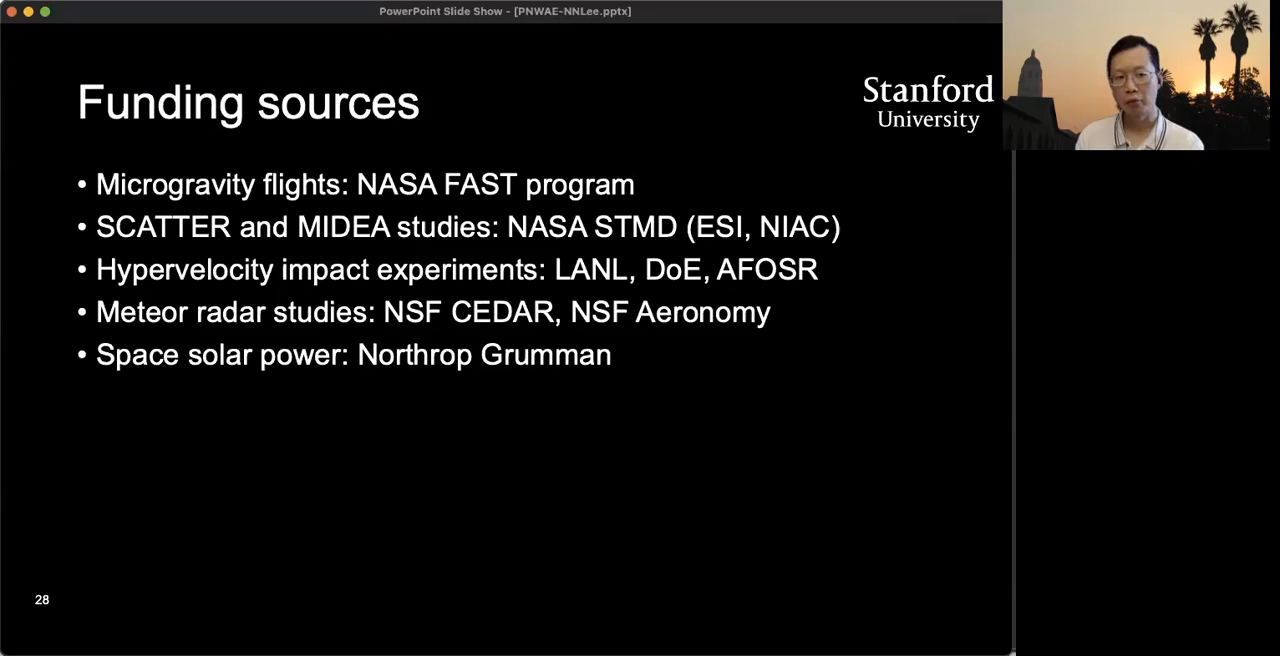 PowerPoint Slide Show - [PNWAE-NNLee.pptx]
Funding sources
Stanford
University
• Microgravity flights: NASA FAST program
• SCATTER and MIDEA studies: NASA STMD (ESI, NIAC)
• Hypervelocity impact experiments: LANL, DoE, AFOSR
• Meteor radar studies: NSF CEDAR, NSF Aeronomy
• Space solar power: Northrop Grumman
28